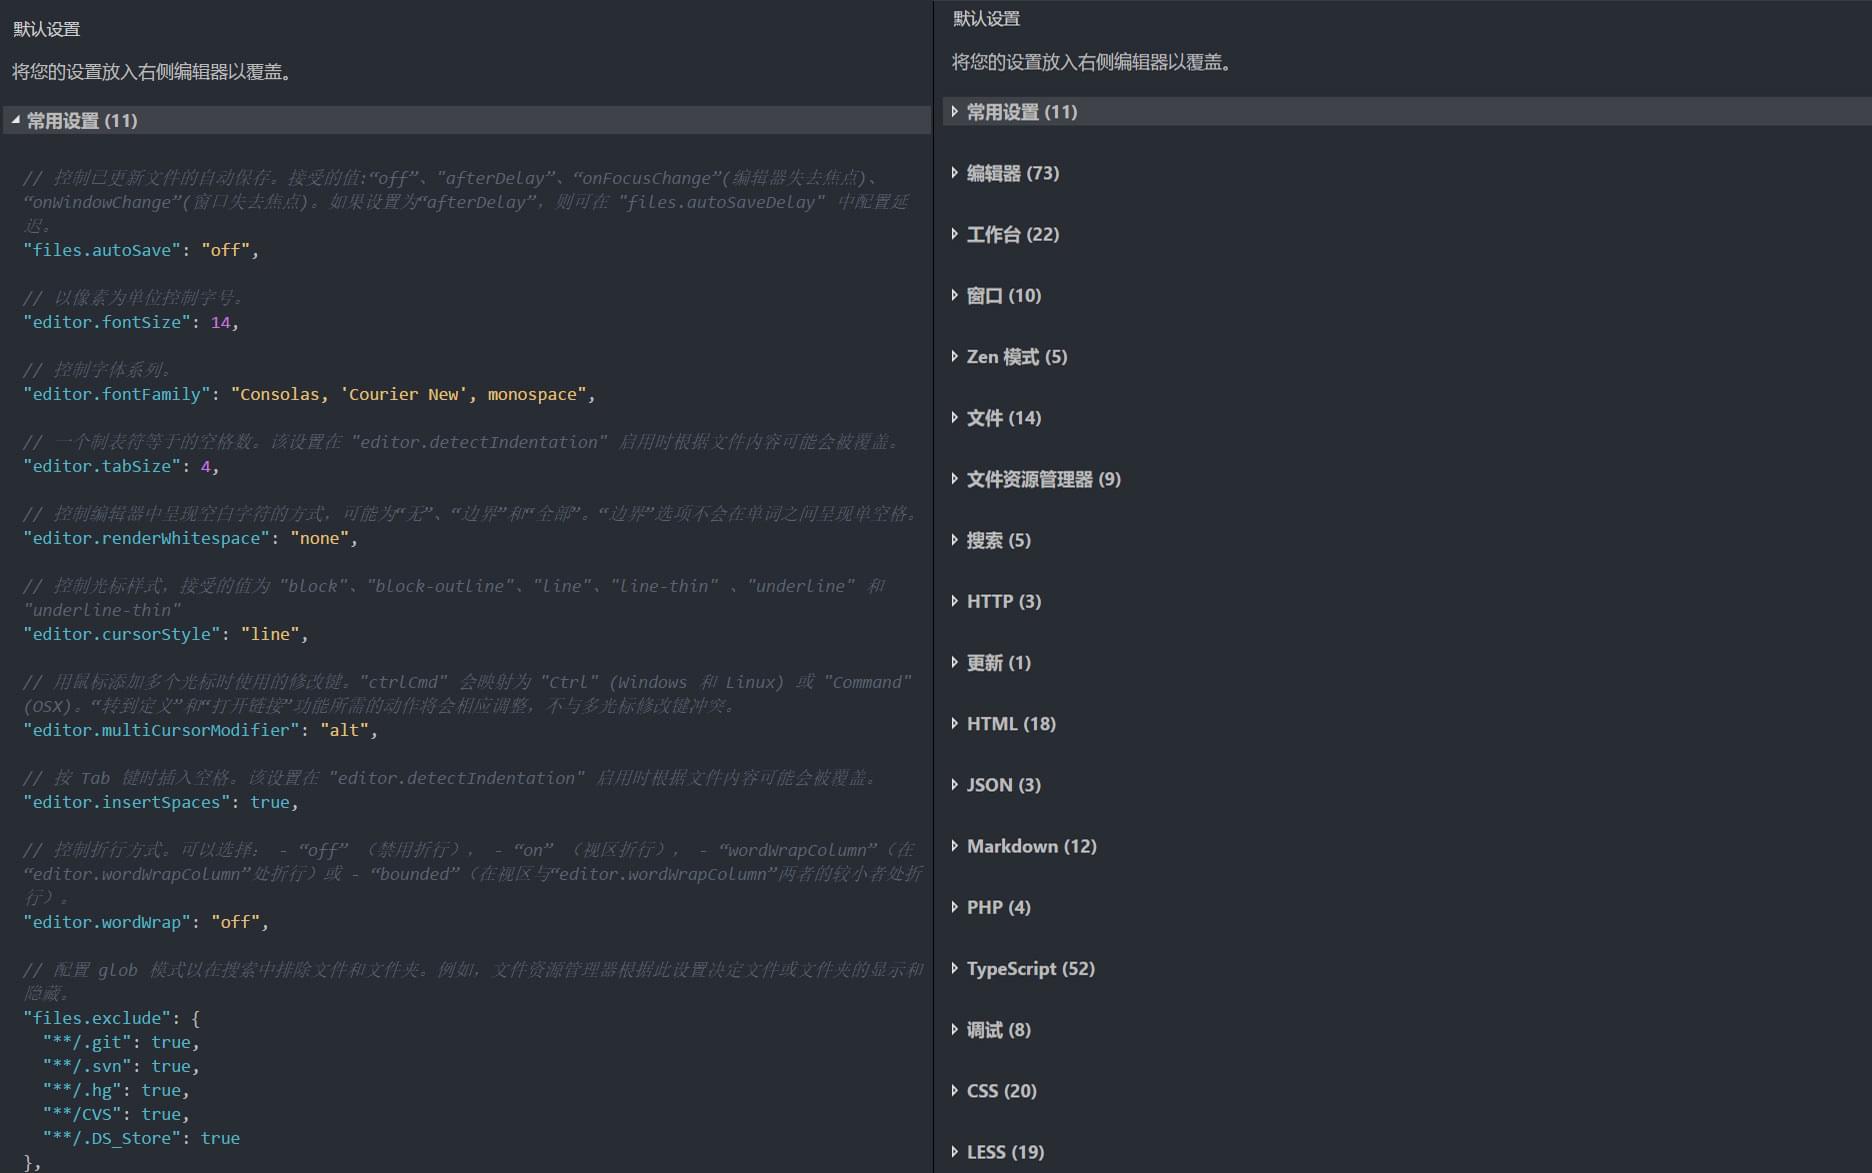 默认设置
将您的设置放入右侧编辑器以覆盖。
常用设置 (11)
// 控制已更新文件的自动保存。接受的值:“off”、"afterDelay”、“onFocusChange”(编辑器失去焦点)、
“onWindowChange”(窗口失去焦点)。如果设置为“afterDelay”，则可在 "files.autoSaveDelay" 中配置延
迟。
"files.autoSave": "off",
// 以像素为单位控制字号。
"editor.fontSize": 14,
// 控制字体系列。
"editor.fontFamily": "Consolas, 'Courier New', monospace",
// 一个制表符等于的空格数。该设置在 "editor.detectIndentation" 启用时根据文件内容可能会被覆盖。
"editor.tabSize": 4,
// 控制编辑器中呈现空白字符的方式，可能为“无”、“边界”和“全部”。“边界”选项不会在单词之间呈现单空格。
"editor.renderWhitespace": "none",
// 控制光标样式，接受的值为 "block"、"block-outline"、"line"、"line-thin" 、"underline" 和
"underline-thin"
"editor.cursorStyle": "line",
// 用鼠标添加多个光标时使用的修改键。"ctrlCmd" 会映射为 "Ctrl" (Windows 和 Linux) 或 "Command"
(OSX)。“转到定义”和“打开链接”功能所需的动作将会相应调整，不与多光标修改键冲突。
"editor.multiCursorModifier": "alt",
// 按 Tab 键时插入空格。该设置在 "editor.detectIndentation" 启用时根据文件内容可能会被覆盖。
"editor.insertSpaces": true,
// 控制折行方式。可以选择： - “off” （禁用折行）， - “on” （视区折行）， - “wordWrapColumn”（在
“editor.wordWrapColumn”处折行）或 - “bounded”（在视区与“editor.wordWrapColumn”两者的较小者处折
行）。
"editor.wordWrap": "off",
// 配置 glob 模式以在搜索中排除文件和文件夹。例如，文件资源管理器根据此设置决定文件或文件夹的显示和
隐藏。
"files.exclude": {
"**/.git": true,
"**/.svn": true,
"**/.hg": true,
"**/CVS": true,
"**/.DS_Store": true
},
默认设置
将您的设置放入右侧编辑器以覆盖。
常用设置 (11)
编辑器 (73)
工作台 (22)
窗口 (10)
Zen 模式 (5)
文件 (14)
文件资源管理器 (9)
搜索 (5)
HTTP (3)
更新 (1)
HTML (18)
JSON (3)
Markdown (12)
PHP (4)
TypeScript (52)
调试 (8)
CSS (20)
LESS (19)